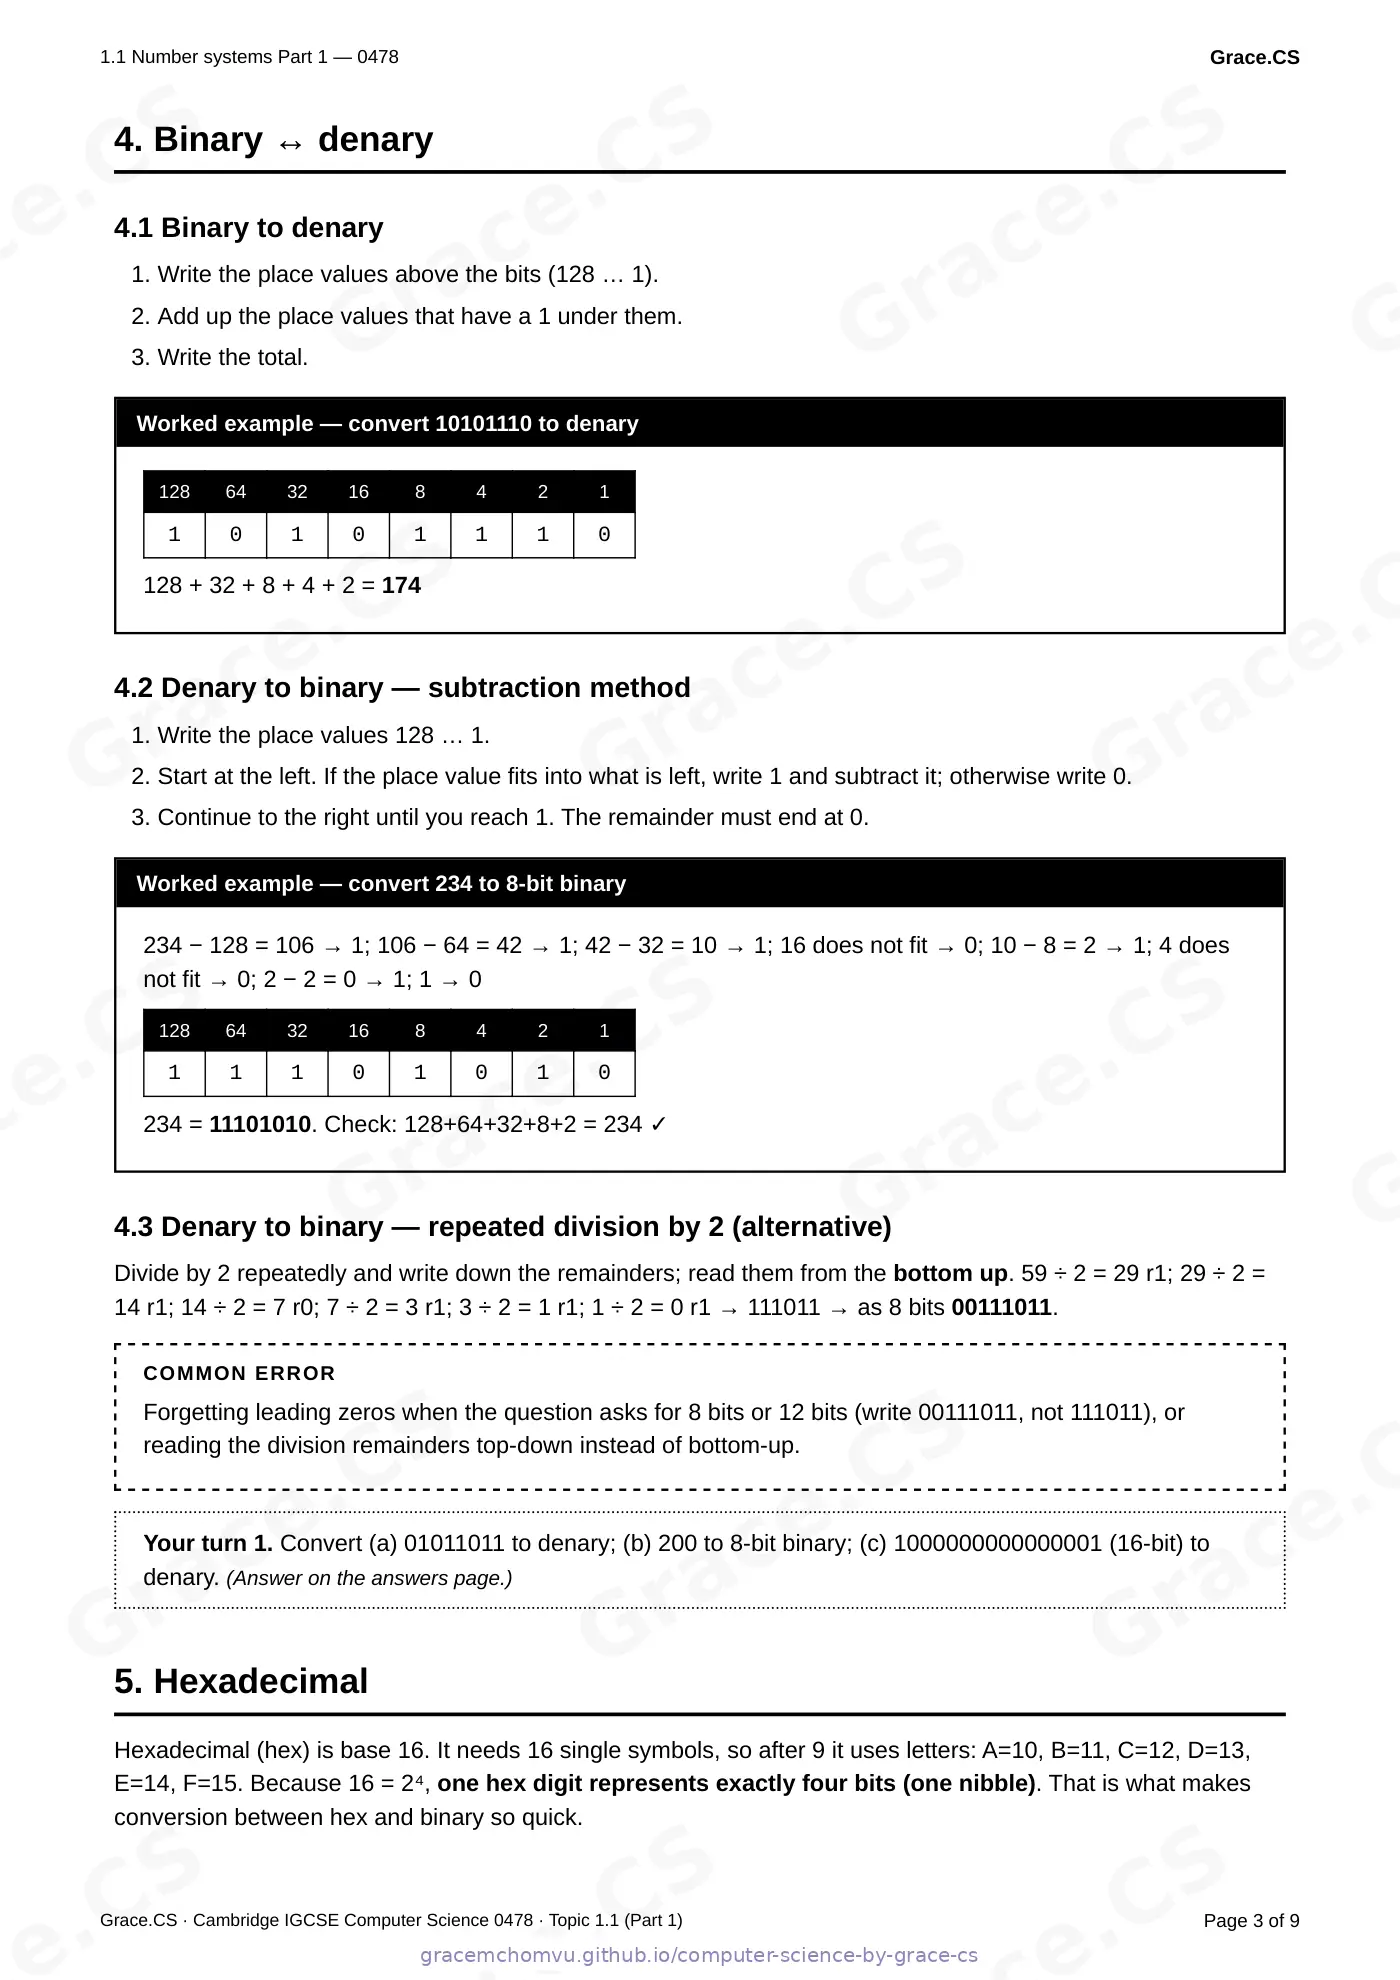 1.1 Number systems Part 1 — 0478
Grace.CS
4. Binary ↔ denary
4.1 Binary to denary
1. Write the place values above the bits (128 … 1).
2. Add up the place values that have a 1 under them.
3. Write the total.
Worked example — convert 10101110 to denary
128 64 32 16 8 4 2 1
1 0 1 0 1 1 1 0
128 + 32 + 8 + 4 + 2 = 174
4.2 Denary to binary — subtraction method
1. Write the place values 128 … 1.
2. Start at the left. If the place value fits into what is left, write 1 and subtract it; otherwise write 0.
3. Continue to the right until you reach 1. The remainder must end at 0.
Worked example — convert 234 to 8-bit binary
234 − 128 = 106 → 1; 106 − 64 = 42 → 1; 42 − 32 = 10 → 1; 16 does not fit → 0; 10 − 8 = 2 → 1; 4 does
not fit → 0; 2 − 2 = 0 → 1; 1 → 0
128 64 32 16 8 4 2 1
1 1 1 0 1 0 1 0
234 = 11101010. Check: 128+64+32+8+2 = 234 ✓
4.3 Denary to binary — repeated division by 2 (alternative)
Divide by 2 repeatedly and write down the remainders; read them from the bottom up. 59 ÷ 2 = 29 r1; 29 ÷ 2 =
14 r1; 14 ÷ 2 = 7 r0; 7 ÷ 2 = 3 r1; 3 ÷ 2 = 1 r1; 1 ÷ 2 = 0 r1 → 111011 → as 8 bits 00111011.
COMMON ERROR
Forgetting leading zeros when the question asks for 8 bits or 12 bits (write 00111011, not 111011), or
reading the division remainders top-down instead of bottom-up.
Your turn 1. Convert (a) 01011011 to denary; (b) 200 to 8-bit binary; (c) 1000000000000001 (16-bit) to
denary. (Answer on the answers page.)
5. Hexadecimal
Hexadecimal (hex) is base 16. It needs 16 single symbols, so after 9 it uses letters: A=10, B=11, C=12, D=13,
E=14, F=15. Because 16 = 2⁴, one hex digit represents exactly four bits (one nibble). That is what makes
conversion between hex and binary so quick.
Grace.CS · Cambridge IGCSE Computer Science 0478 · Topic 1.1 (Part 1)
Page 3 of 9
gracemchomvu.github.io/computer-science-by-grace-cs